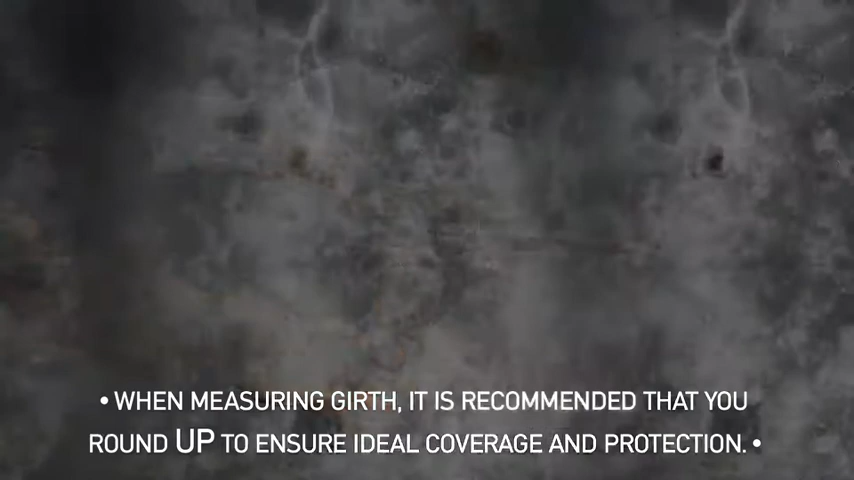 • WHEN MEASURING GIRTH, IT IS RECOMMENDED THAT YOU
ROUND UP TO ENSURE IDEAL COVERAGE AND PROTECTION. •